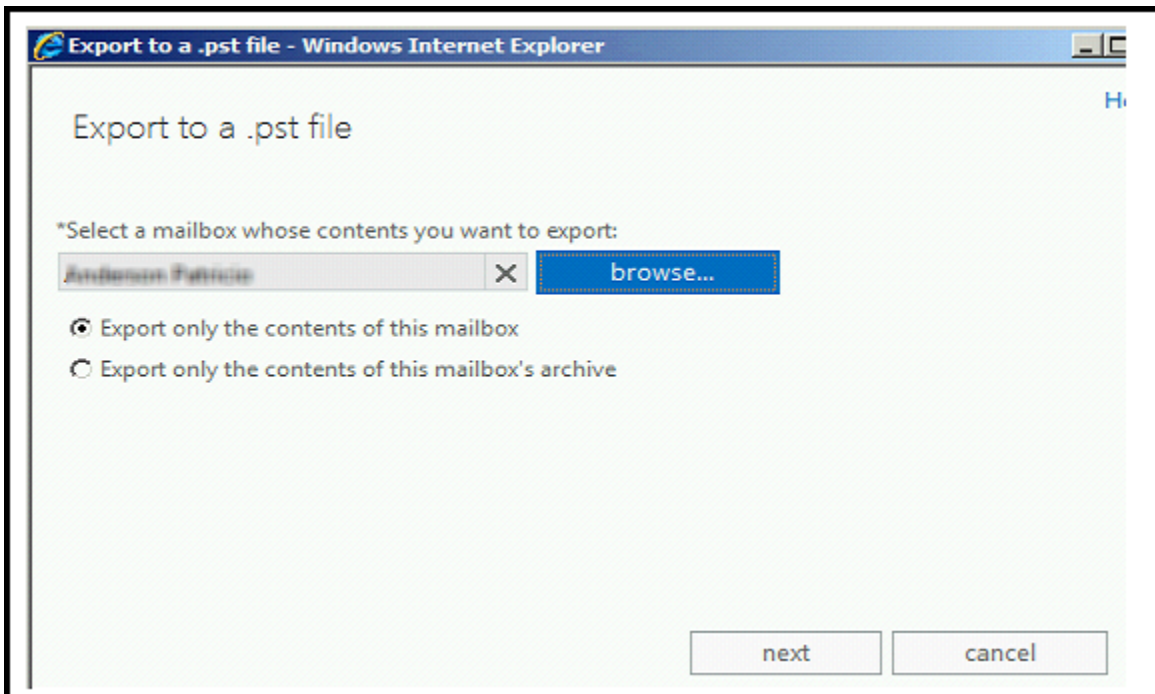 Export to a .pst file - Windows Internet Explorer
He
Export to a .pst file
*Select a mailbox whose contents you want to export:
browse...
Export only the contents of this mailbox
Export only the contents of this mailbox's archive
next cancel